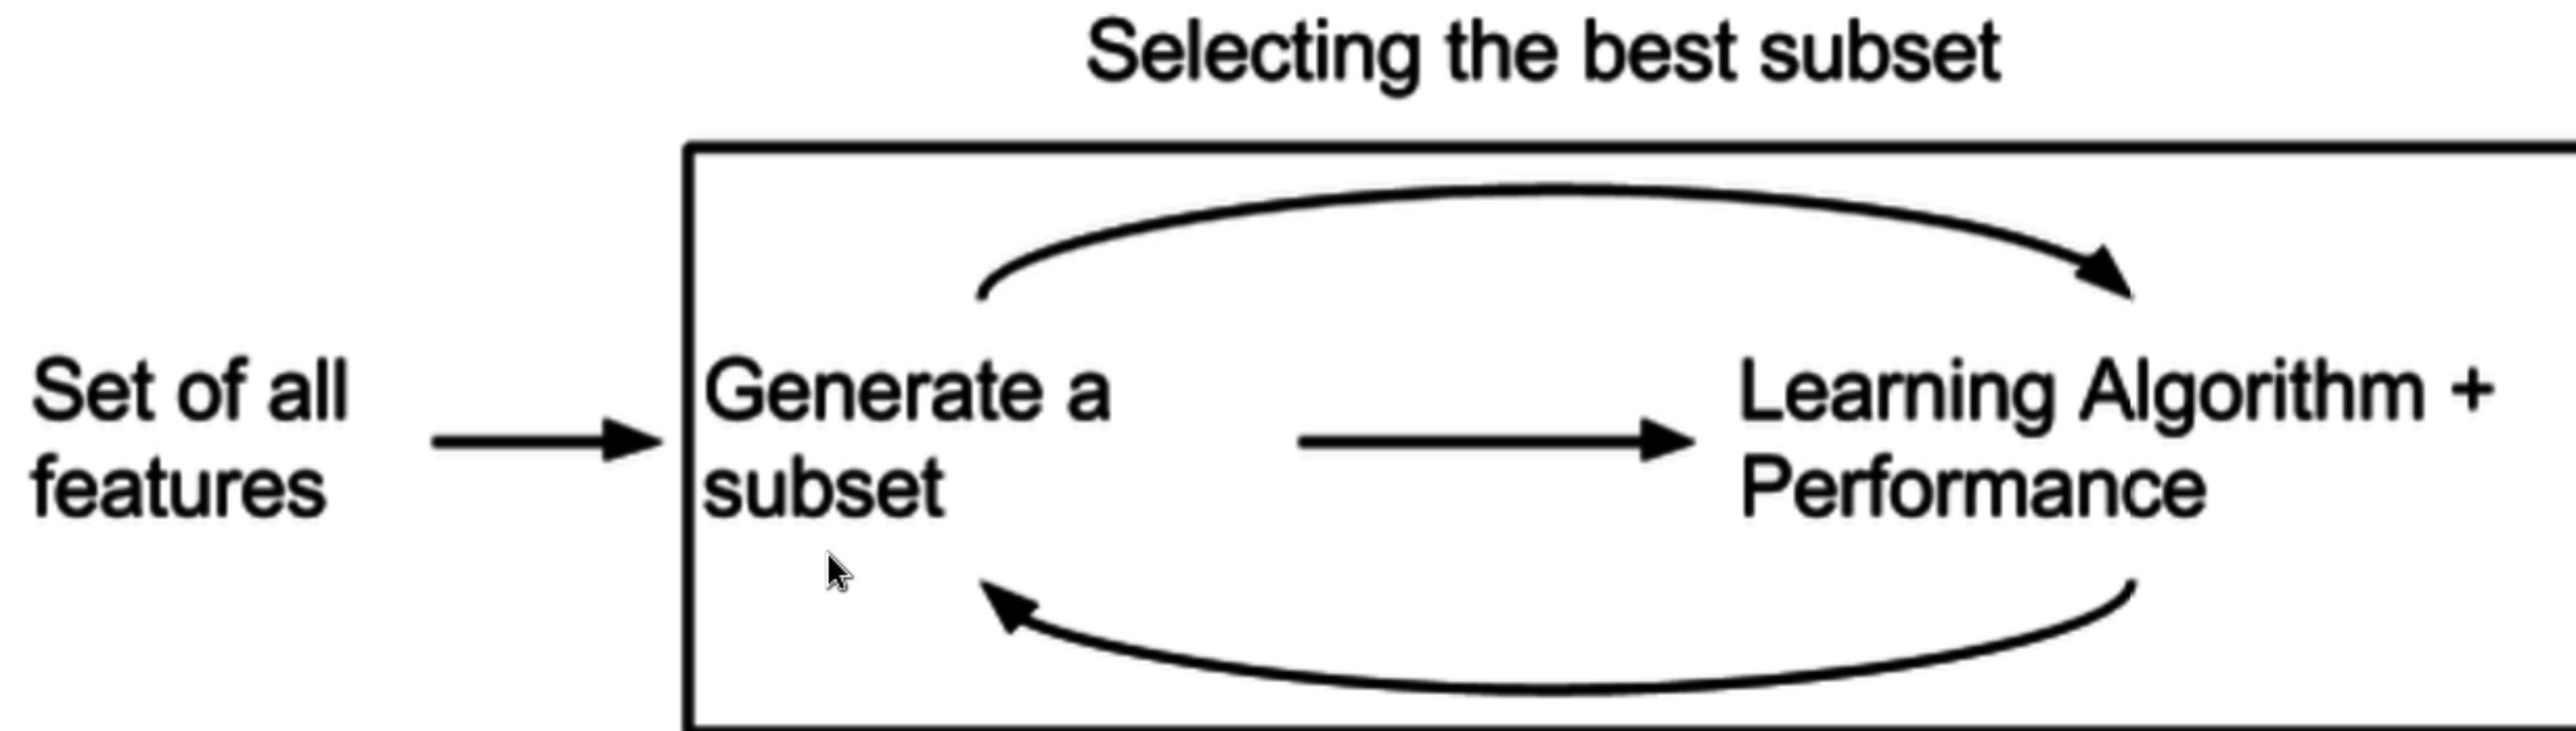 Selecting the best subset
Set of all
features
Generate a
subset
Learning Algorithm +
Performance